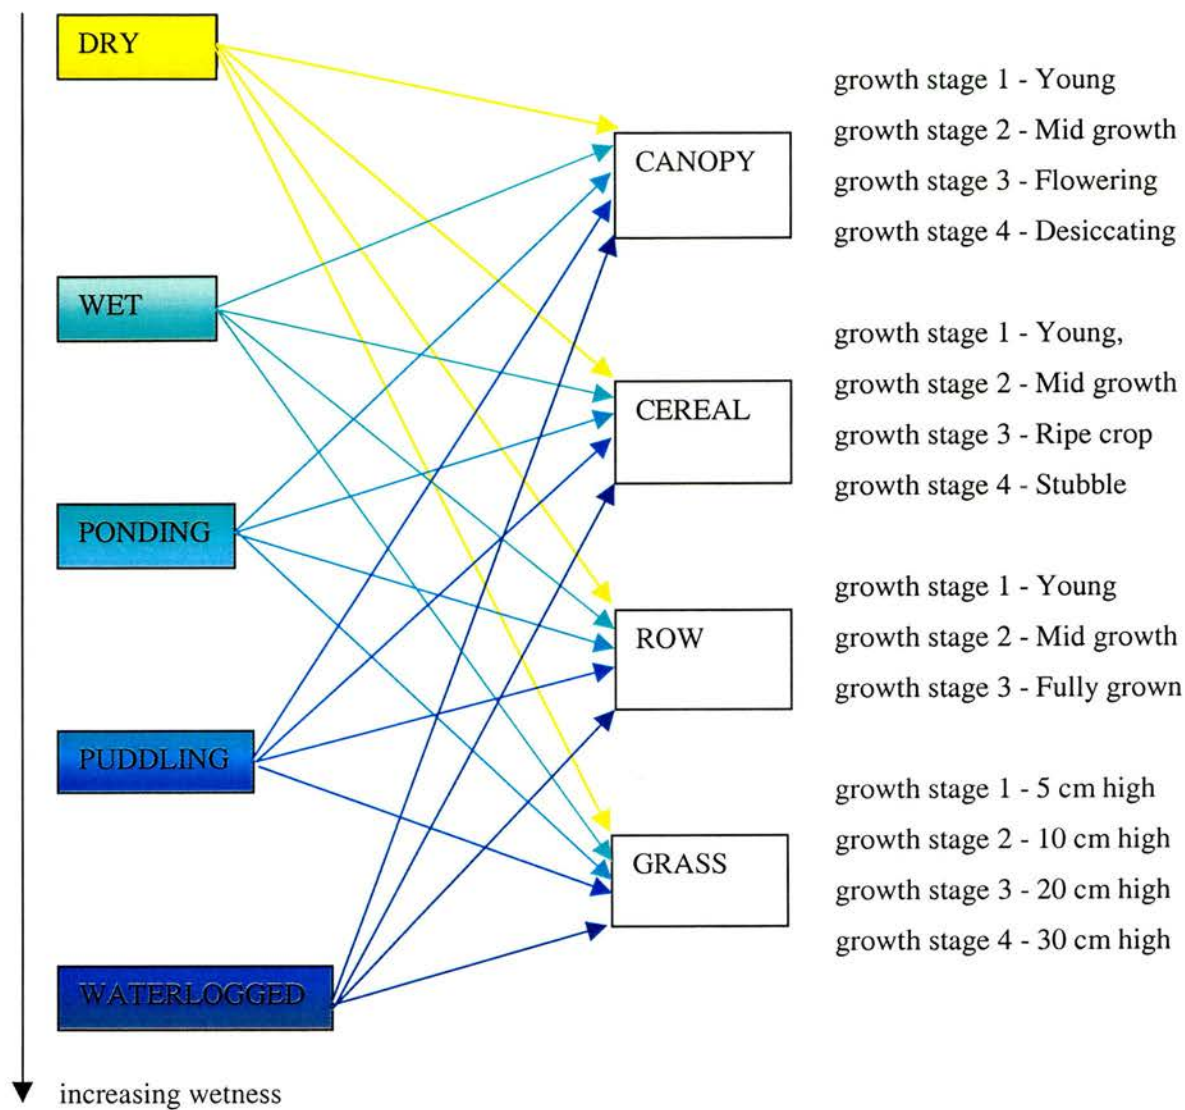 DRY
WET
PONDING
PUDDLING
WATERLOGGED
increasing wetness
CANOPY
growth stage 1 - Young
growth stage 2 - Mid growth
growth stage 3 - Flowering
growth stage 4 - Desiccating
CEREAL
growth stage 1 - Young,
growth stage 2 - Mid growth
growth stage 3 - Ripe crop
growth stage 4 - Stubble
ROW
growth stage 1 - Young
growth stage 2 - Mid growth
growth stage 3 - Fully grown
GRASS
growth stage 1 - 5 cm high
growth stage 2 - 10 cm high
growth stage 3 - 20 cm high
growth stage 4 - 30 cm high